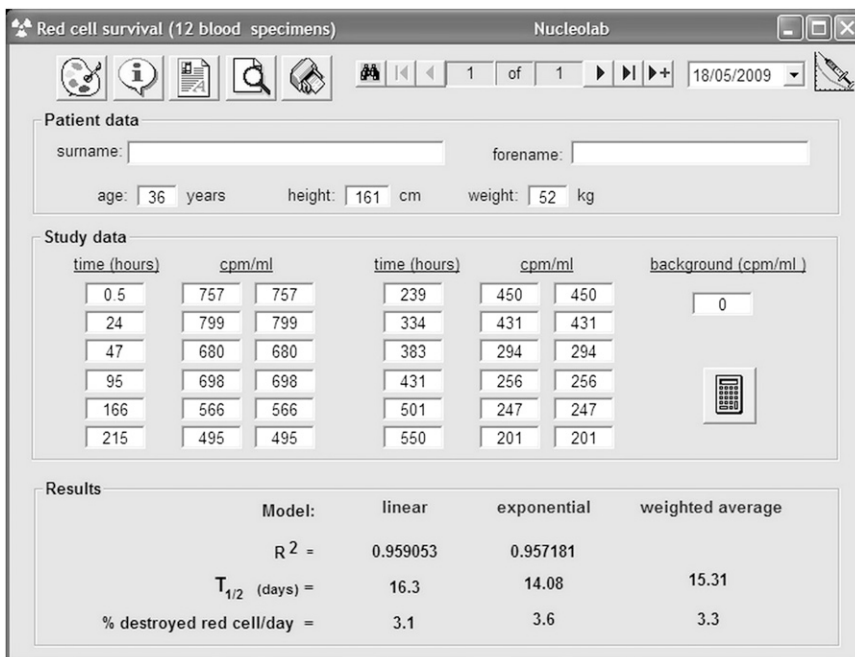 Red cell survival (12 blood specimens) Nucleolab
1 of 1 18/05/2009
Patient data
surname: forename:
age: 36 years height: 161 cm weight: 52 kg
Study data
time (hours) cpm/ml time (hours) cpm/ml background (cpm/ml )
0.5 757 757 239 450 450 0
24 799 799 334 431 431
47 680 680 383 294 294
95 698 698 431 256 256
166 566 566 501 247 247
215 495 495 550 201 201
Results
Model: linear exponential weighted average
R² = 0.959053 0.957181
T1/2 (days) = 16.3 14.08 15.31
% destroyed red cell/day = 3.1 3.6 3.3